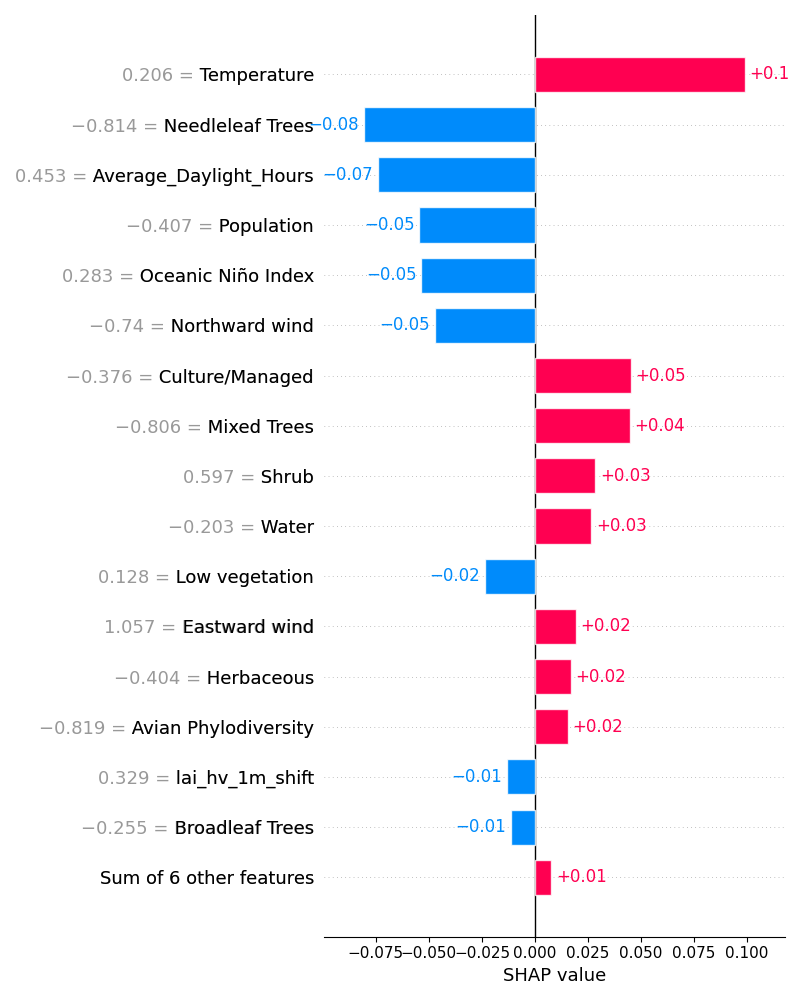 0.206 = Temperature +0.1
−0.814 = Needleleaf Trees −0.08
0.453 = Average_Daylight_Hours −0.07
−0.407 = Population −0.05
0.283 = Oceanic Niño Index −0.05
−0.74 = Northward wind −0.05
−0.376 = Culture/Managed +0.05
−0.806 = Mixed Trees +0.04
0.597 = Shrub +0.03
−0.203 = Water +0.03
0.128 = Low vegetation −0.02
1.057 = Eastward wind +0.02
−0.404 = Herbaceous +0.02
−0.819 = Avian Phylodiversity +0.02
0.329 = lai_hv_1m_shift −0.01
−0.255 = Broadleaf Trees −0.01
Sum of 6 other features +0.01
−0.075 −0.050 −0.025 0.000 0.025 0.050 0.075 0.100
SHAP value